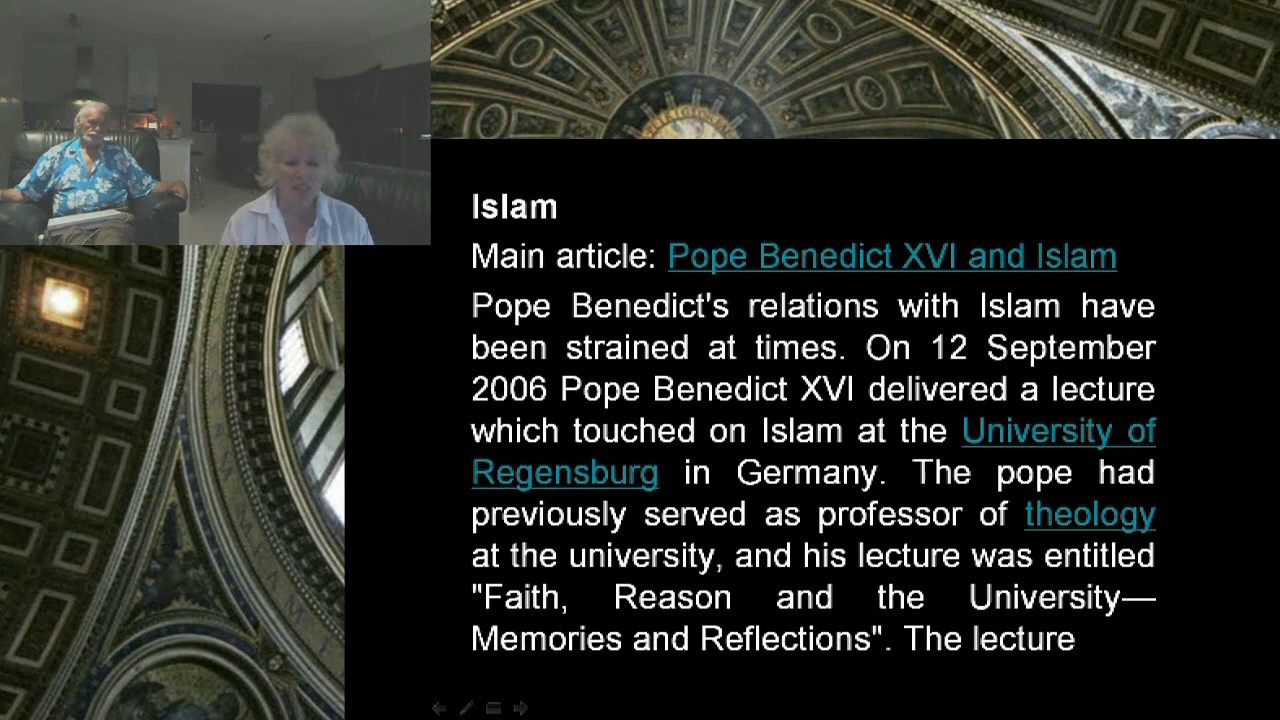 Islam
Main article: Pope Benedict XVI and Islam
Pope Benedict's relations with Islam have
been strained at times. On 12 September
2006 Pope Benedict XVI delivered a lecture
which touched on Islam at the University of
Regensburg in Germany. The pope had
previously served as professor of theology
at the university, and his lecture was entitled
"Faith, Reason and the University—
Memories and Reflections". The lecture